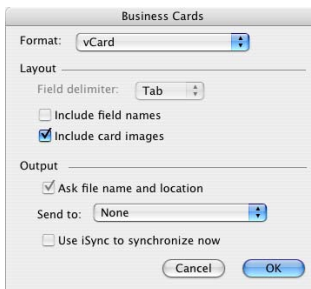 Business Cards
Format: vCard
Layout
Field delimiter: Tab
Include field names
Include card images
Output
Ask file name and location
Send to: None
Use iSync to synchronize now
Cancel OK